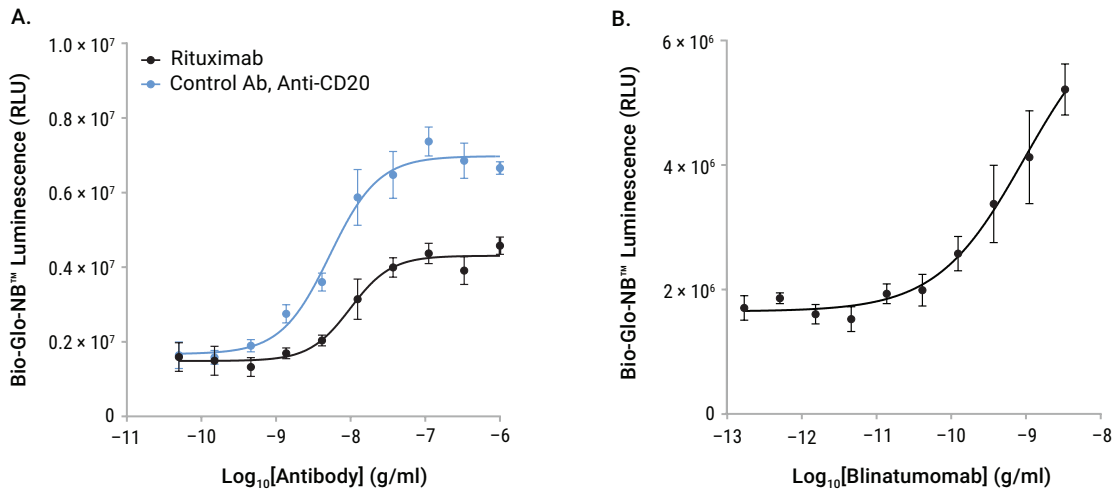 A.
Bio-Glo-NB™ Luminescence (RLU)
1.0 × 10⁷
0.8 × 10⁷
0.6 × 10⁷
0.4 × 10⁷
0.2 × 10⁷
0
Rituximab
Control Ab, Anti-CD20
−11 −10 −9 −8 −7 −6
Log₁₀[Antibody] (g/ml)
B.
Bio-Glo-NB™ Luminescence (RLU)
6 × 10⁶
4 × 10⁶
2 × 10⁶
0
−13 −12 −11 −10 −9 −8
Log₁₀[Blinatumomab] (g/ml)